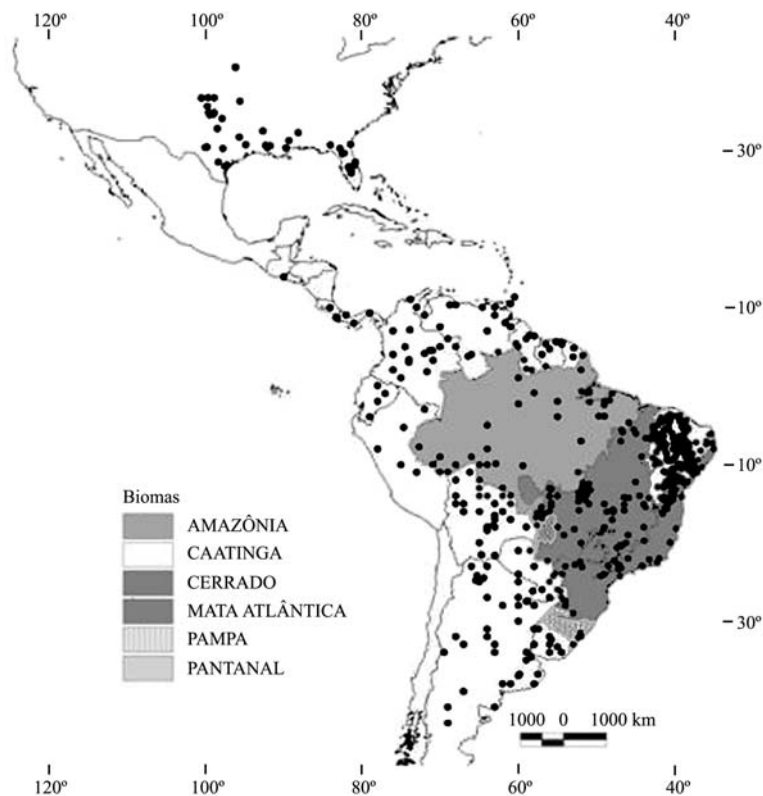 120º 100º 80º 60º 40º
30º
10º
10º
30º
Biomas
AMAZÔNIA
CAATINGA
CERRADO
MATA ATLÂNTICA
PAMPA
PANTANAL
1000 0 1000 km
120º 100º 80º 60º 40º